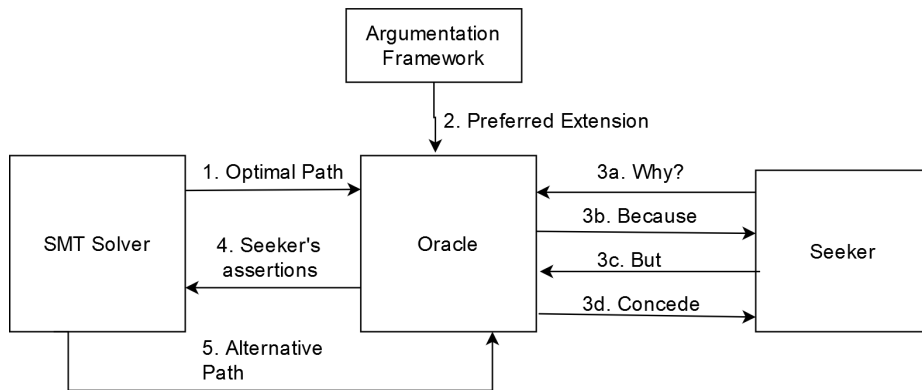 Argumentation
Framework
2. Preferred Extension
1. Optimal Path
3a. Why?
3b. Because
SMT Solver
4. Seeker's
assertions
Oracle
3c. But
Seeker
3d. Concede
5. Alternative
Path